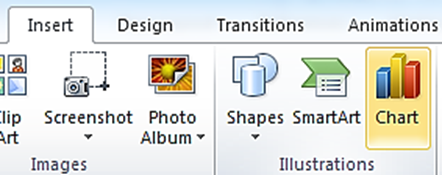 Insert Design Transitions Animations
lip Screenshot Photo Shapes SmartArt Chart
Art Album
Images Illustrations